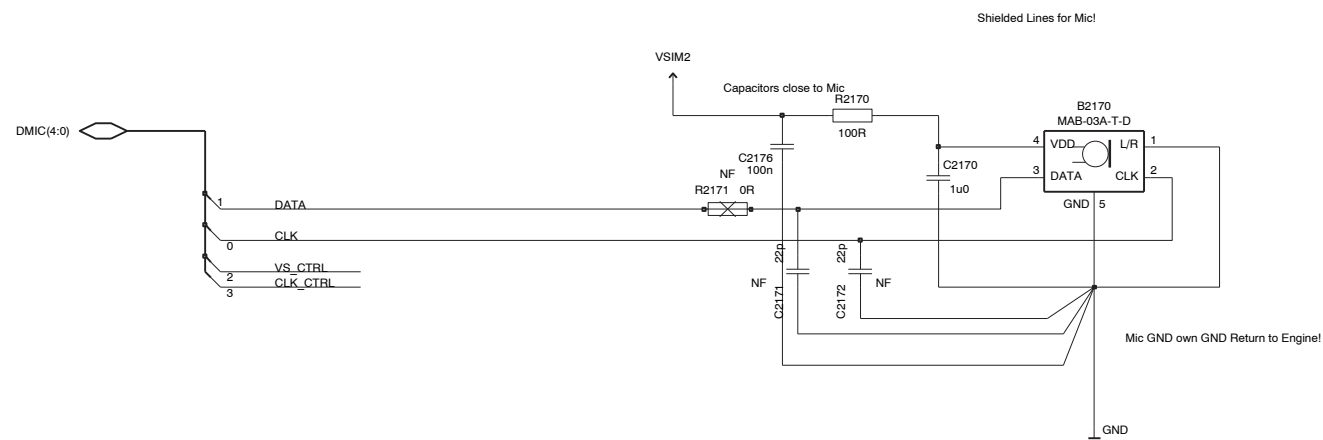 Shielded Lines for Mic!
VSIM2
Capacitors close to Mic
R2170
100R
B2170
MAB-03A-T-D
DMIC(4:0)
4 VDD L/R 1
3 DATA CLK 2
GND 5
C2176
100n
C2170
1u0
NF
R2171 0R
1 DATA
0 CLK
2 VS_CTRL
3 CLK_CTRL
22p
NF
C2171
22p
NF
C2172
Mic GND own GND Return to Engine!
GND